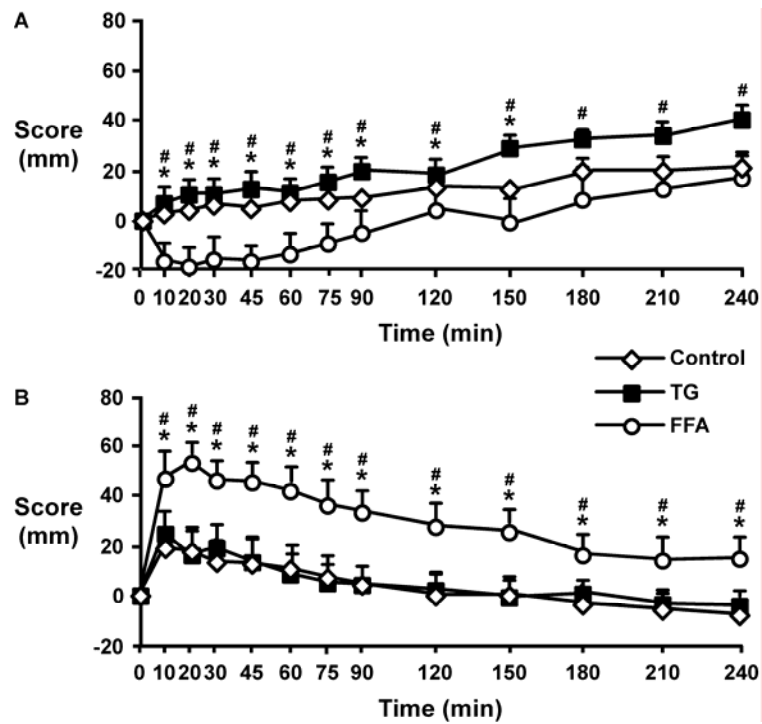 A
80
60
40
20
0
-20
Score
(mm)
# # # # # # # # # # # #
* * * * * * * * *
#
0 10 20 30 45 60 75 90 120 150 180 210 240
Time (min)
Control
TG
FFA
B
80
60
40
20
0
-20
Score
(mm)
# # # # # # # # # # # #
* * * * * * * * * * * *
0 10 20 30 45 60 75 90 120 150 180 210 240
Time (min)